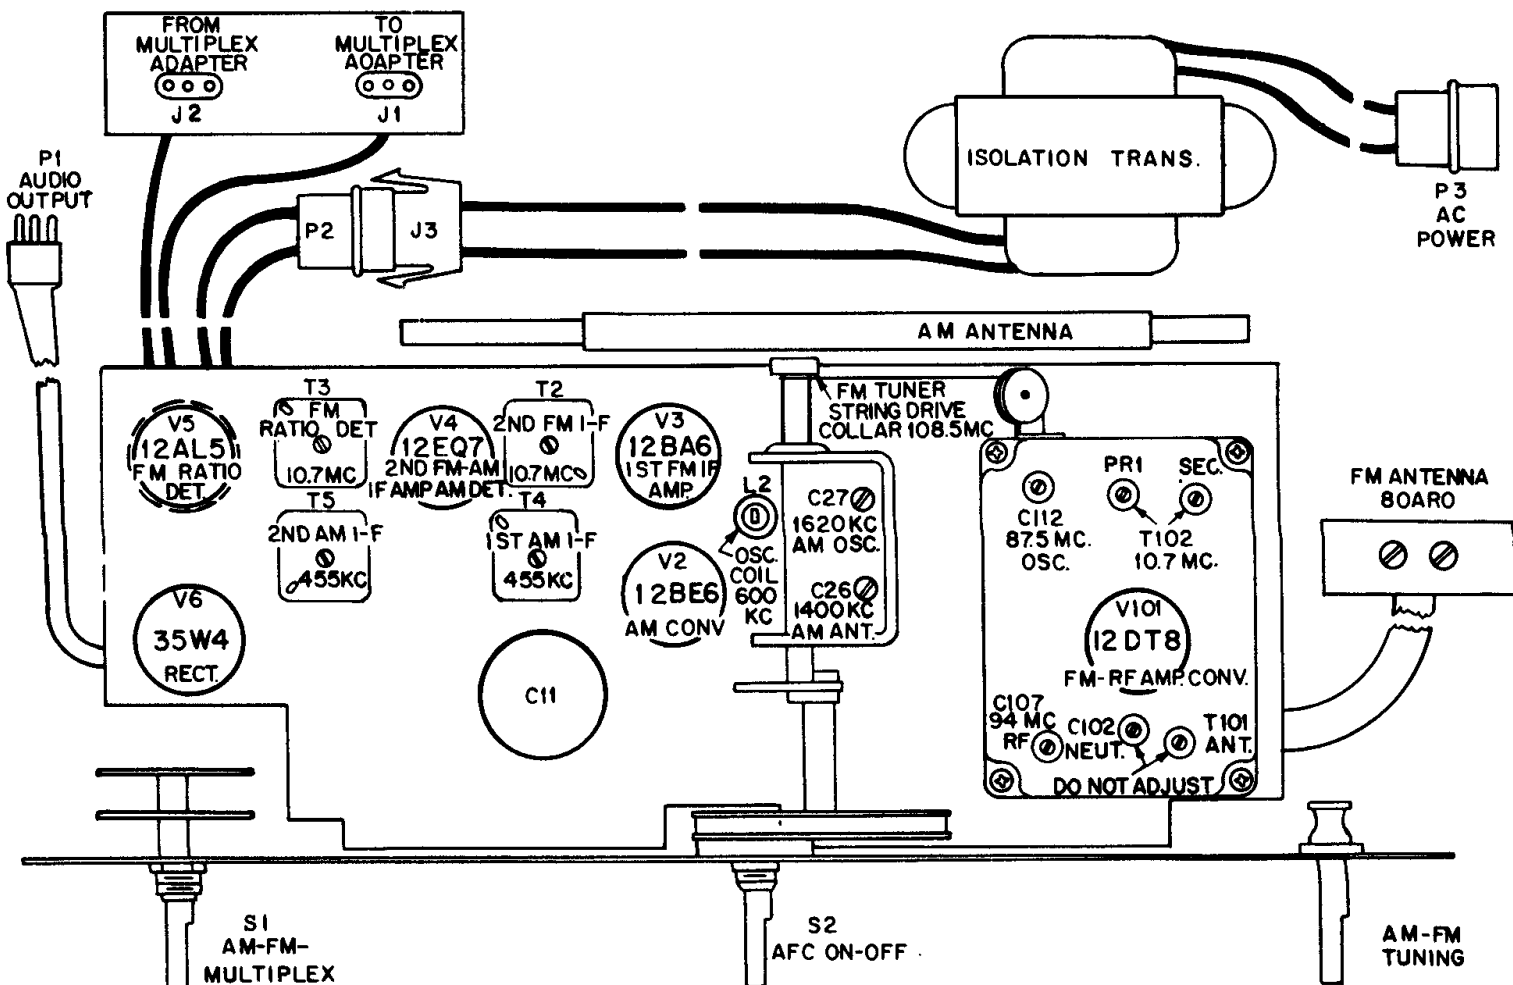 FROM
MULTIPLEX
ADAPTER
J2
TO
MULTIPLEX
AOAPTER
J1
P1
AUDIO
OUTPUT
P2
J3
ISOLATION TRANS.
P3
AC
POWER
AM ANTENNA
V5
12AL5
FM RATIO
DET.
T3
FM
RATIO DET
10.7MC
V4
12EQ7
2ND FM-AM
IF AMP AM DET.
T2
2ND FM I-F
10.7MC
V3
12BA6
1ST FM IF
AMP.
FM TUNER
STRING DRIVE
COLLAR 108.5MC
T5
2ND AM I-F
455KC
T4
1ST AM I-F
455KC
L2
OSC.
COIL
600
KC
C27
1620KC
AM OSC.
C26
1400KC
AM ANT.
V2
12BE6
AM CONV
V6
35W4
RECT.
C11
C112
87.5 MC.
OSC.
PR1
SEC.
T102
10.7 MC.
V101
12DT8
FM-RF AMP. CONV.
C107
94 MC
RF
C102
NEUT.
T101
ANT.
DO NOT ADJUST
FM ANTENNA
BOARO
S1
AM-FM-
MULTIPLEX
S2
AFC ON-OFF
AM-FM
TUNING